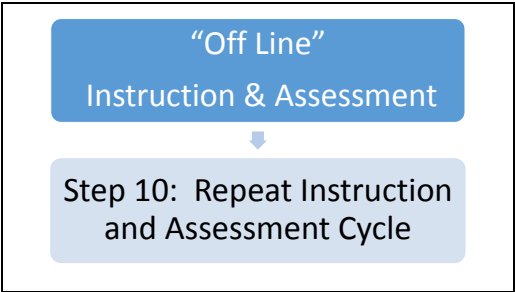 “Off Line”
Instruction & Assessment
Step 10:  Repeat Instruction
and Assessment Cycle